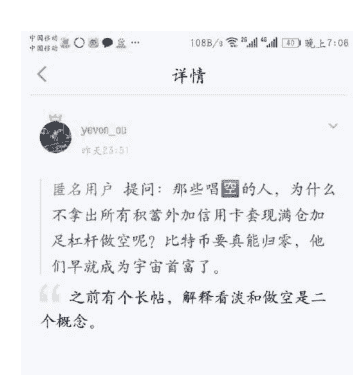 中国移动 108B/s 2G 4G 40 晚上7:06
中国移动
详情
yevon_ou
昨天23:51
匿名用户 提问：那些唱空的人，为什么
不拿出所有积蓄外加信用卡套现满仓加
足杠杆做空呢？比特币要真能归零，他
们早就成为宇宙首富了。
之前有个长帖，解释看淡和做空是二
个概念。